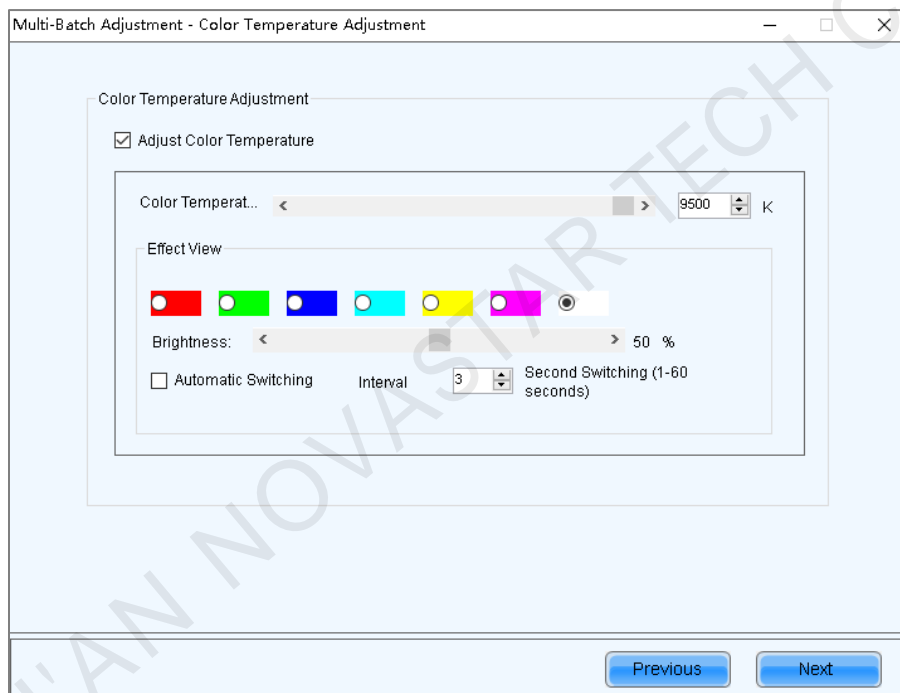 Multi-Batch Adjustment - Color Temperature Adjustment
Color Temperature Adjustment
Adjust Color Temperature
Color Temperat... 9500 K
Effect View
Brightness: 50 %
Automatic Switching Interval 3 Second Switching (1-60
seconds)
Previous Next
'AN NOVASTAR TECH C